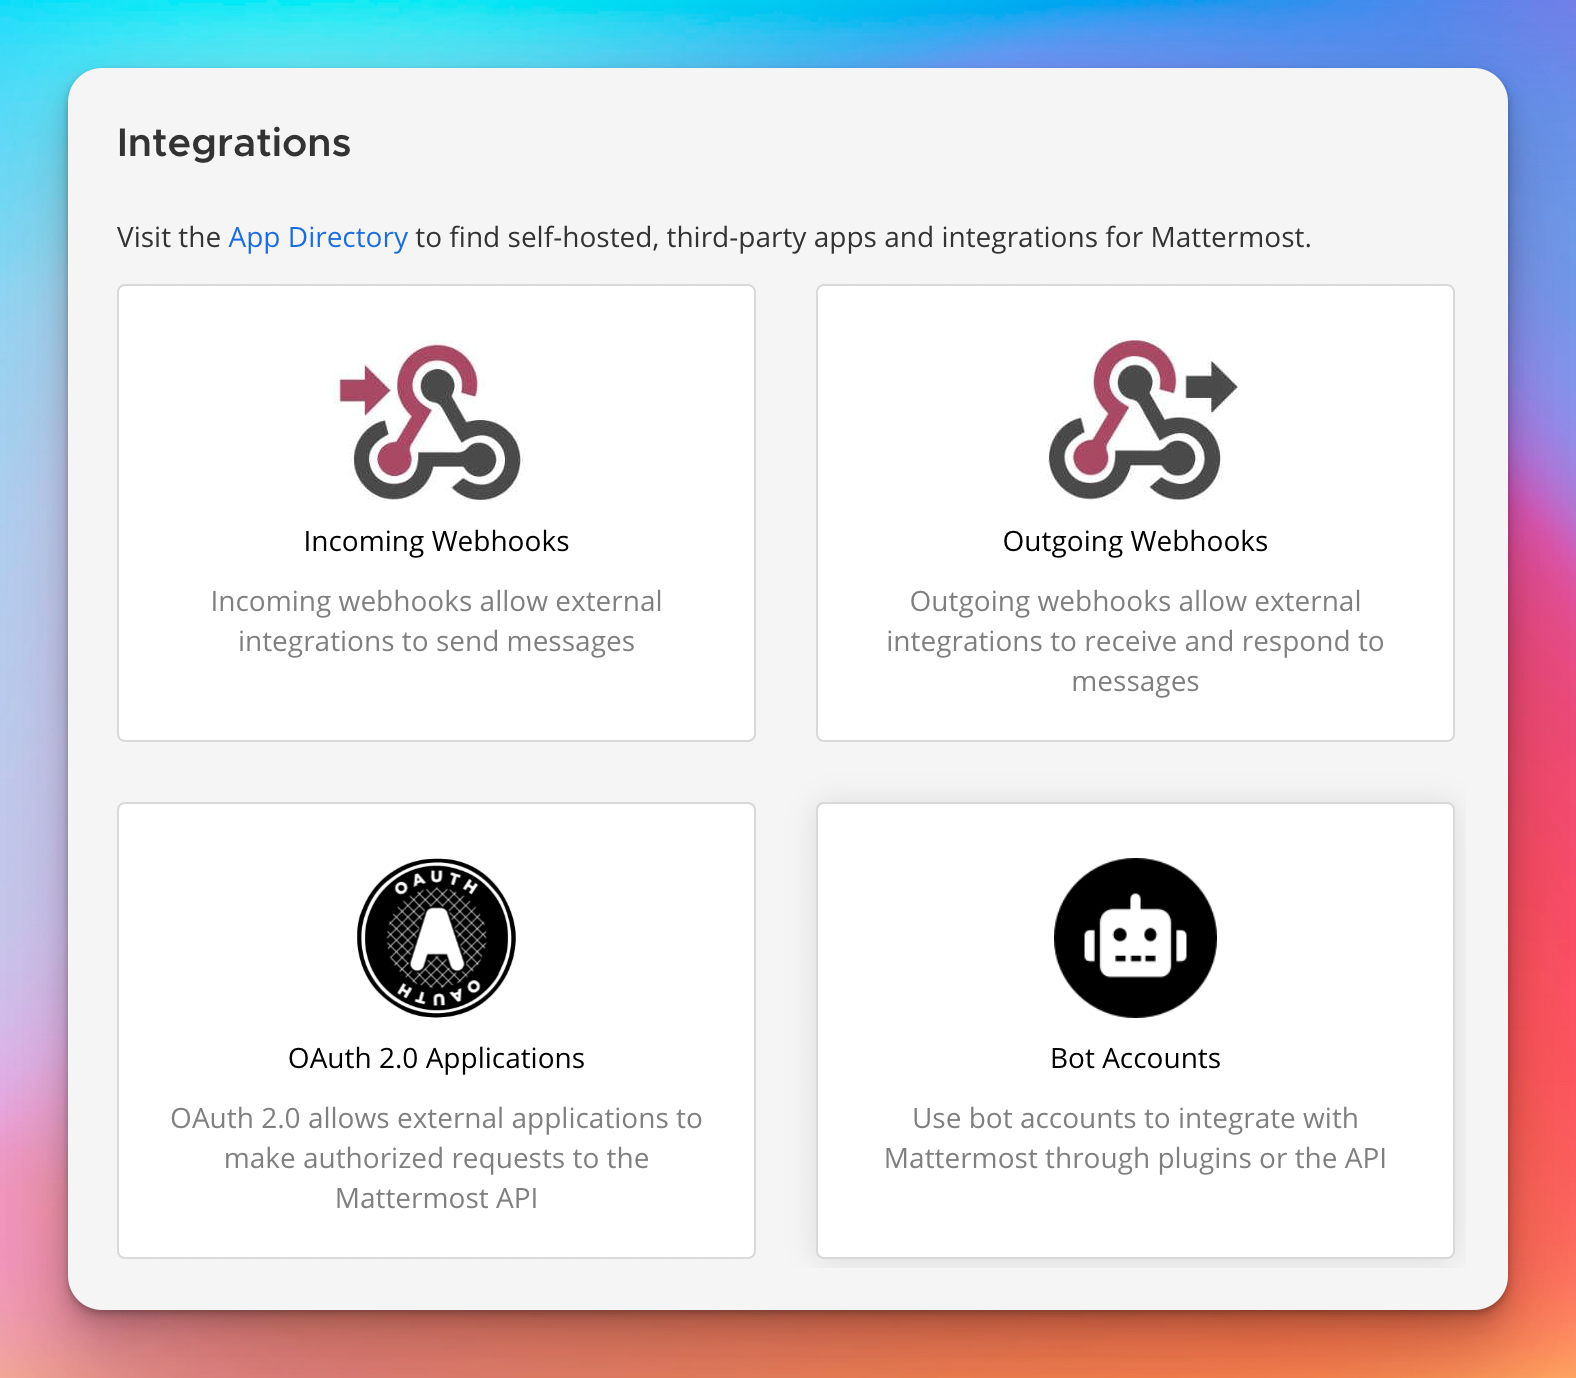 Integrations
Visit the App Directory to find self-hosted, third-party apps and integrations for Mattermost.
Incoming Webhooks
Incoming webhooks allow external
integrations to send messages
Outgoing Webhooks
Outgoing webhooks allow external
integrations to receive and respond to
messages
OAUTH
A
OAUTH
OAuth 2.0 Applications
OAuth 2.0 allows external applications to
make authorized requests to the
Mattermost API
Bot Accounts
Use bot accounts to integrate with
Mattermost through plugins or the API